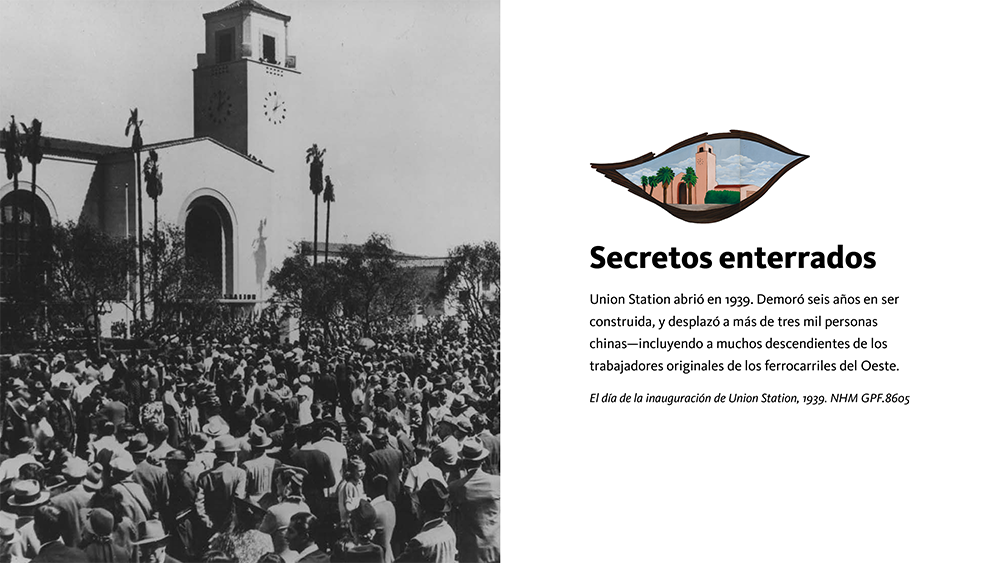 STATION
Secretos enterrados
Union Station abrió en 1939. Demoró seis años en ser
construida, y desplazó a más de tres mil personas
chinas—incluyendo a muchos descendientes de los
trabajadores originales de los ferrocarriles del Oeste.
El día de la inauguración de Union Station, 1939. NHM GPF.8605